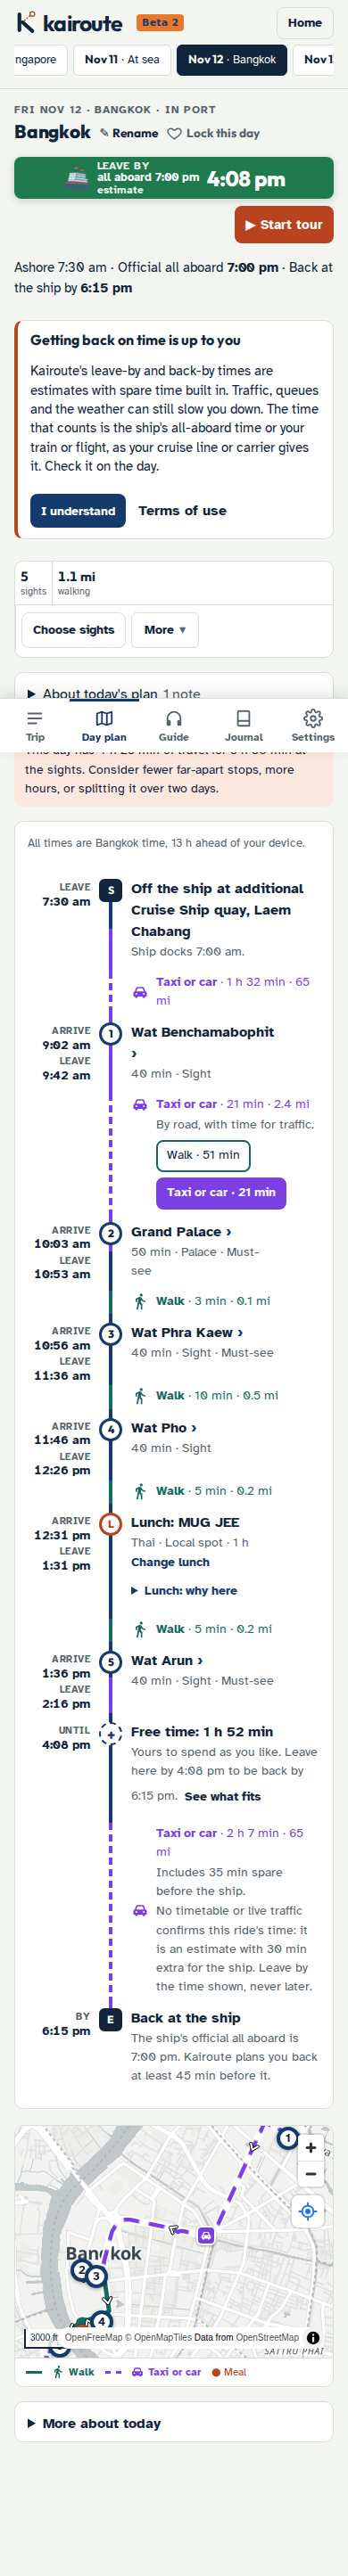 kairoute Beta 2 Home
ngapore Nov 11 · At sea Nov 12 · Bangkok Nov 1
FRI NOV 12 · BANGKOK · IN PORT
Bangkok ✎ Rename Lock this day
LEAVE BY
all aboard 7:00 pm 4:08 pm
estimate
▶ Start tour
Ashore 7:30 am · Official all aboard 7:00 pm · Back at
the ship by 6:15 pm
Getting back on time is up to you
Kairoute's leave-by and back-by times are
estimates with spare time built in. Traffic, queues
and the weather can still slow you down. The time
that counts is the ship's all-aboard time or your
train or flight, as your cruise line or carrier gives
it. Check it on the day.
I understand Terms of use
5 1.1 mi
sights walking
Choose sights More ▼
▶ About today's plan 1 note
Trip Day plan Guide Journal Settings
the sights. Consider fewer far-apart stops, more
hours, or splitting it over two days.
All times are Bangkok time, 13 h ahead of your device.
LEAVE
7:30 am
S
Off the ship at additional
Cruise Ship quay, Laem
Chabang
Ship docks 7:00 am.
Taxi or car · 1 h 32 min · 65
mi
ARRIVE
9:02 am
LEAVE
9:42 am
1
Wat Benchamabophit
›
40 min · Sight
Taxi or car · 21 min · 2.4 mi
By road, with time for traffic.
Walk · 51 min
Taxi or car · 21 min
ARRIVE
10:03 am
LEAVE
10:53 am
2
Grand Palace ›
50 min · Palace · Must-
see
Walk · 3 min · 0.1 mi
ARRIVE
10:56 am
LEAVE
11:36 am
3
Wat Phra Kaew ›
40 min · Sight · Must-see
Walk · 10 min · 0.5 mi
ARRIVE
11:46 am
LEAVE
12:26 pm
4
Wat Pho ›
40 min · Sight
Walk · 5 min · 0.2 mi
ARRIVE
12:31 pm
LEAVE
1:31 pm
L
Lunch: MUG JEE
Thai · Local spot · 1 h
Change lunch
▶ Lunch: why here
Walk · 5 min · 0.2 mi
ARRIVE
1:36 pm
LEAVE
2:16 pm
5
Wat Arun ›
40 min · Sight · Must-see
UNTIL
4:08 pm
+
Free time: 1 h 52 min
Yours to spend as you like. Leave
here by 4:08 pm to be back by
6:15 pm. See what fits
Taxi or car · 2 h 7 min · 65
mi
Includes 35 min spare
before the ship.
No timetable or live traffic
confirms this ride's time: it
is an estimate with 30 min
extra for the ride. Leave by
the time shown, never later.
BY
6:15 pm
E
Back at the ship
The ship's official all aboard is
7:00 pm. Kairoute plans you back
at least 45 min before it.
1
+
−
Bangkok
2 3
4
3000 ft OpenFreeMap © OpenMapTiles Data from OpenStreetMap
SATTRU PHAI
Walk Taxi or car Meal
▶ More about today